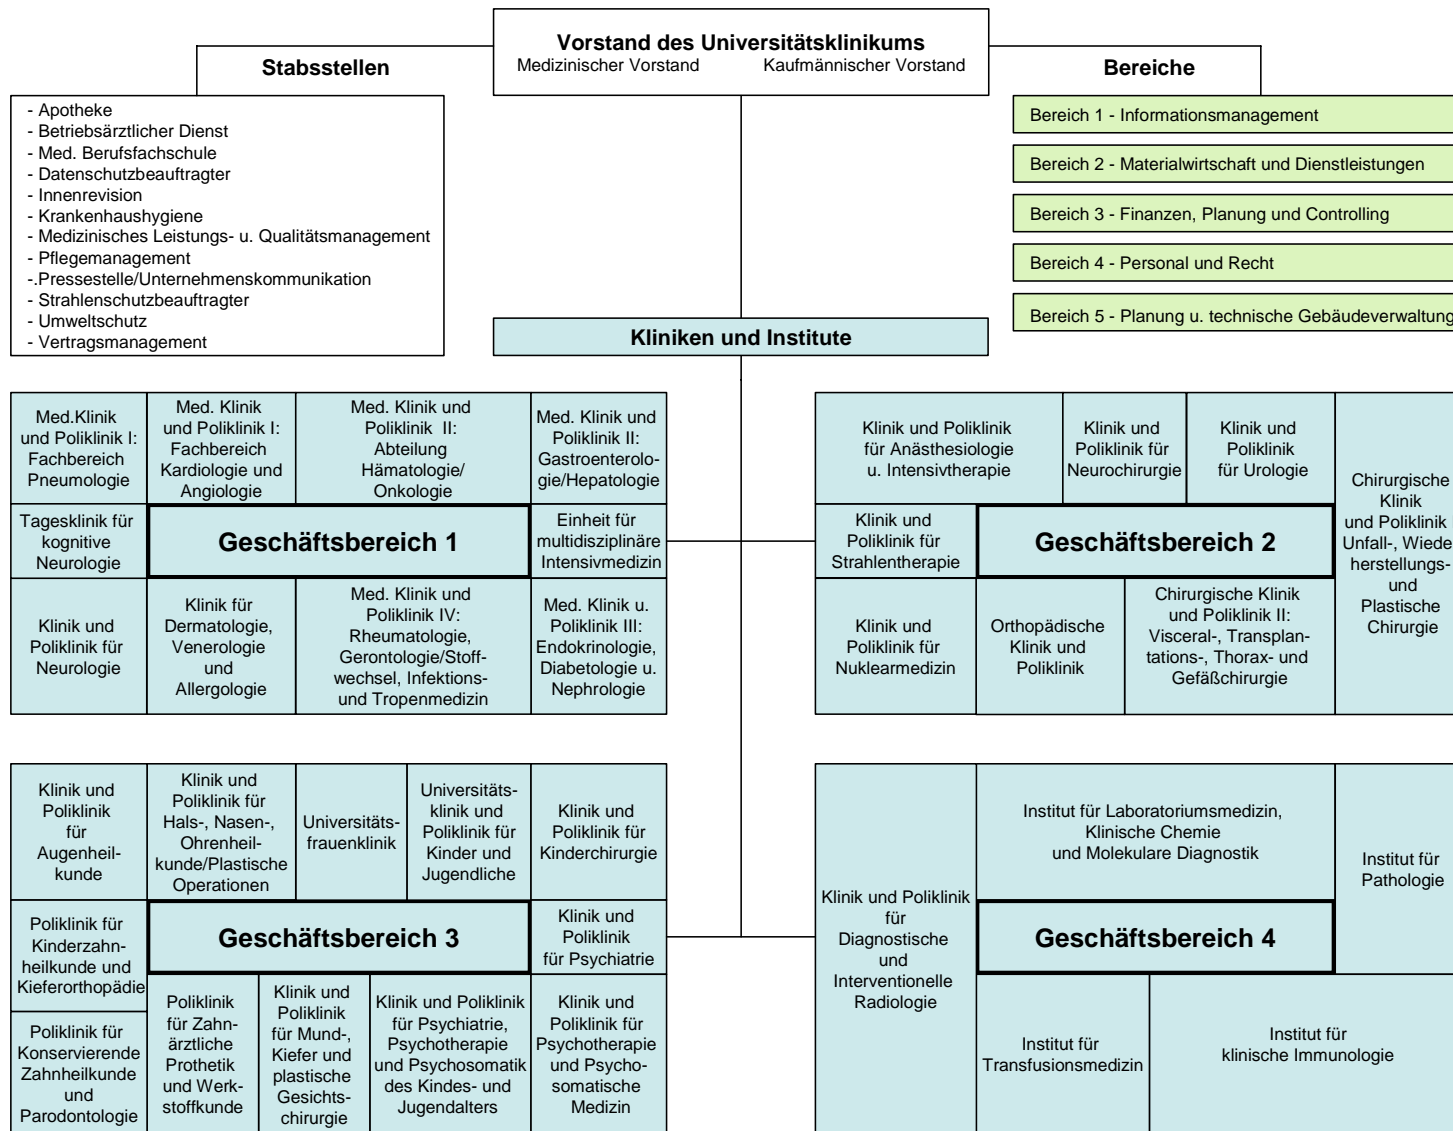 Vorstand des Universitätsklinikums
Medizinischer Vorstand Kaufmännischer Vorstand
Stabsstellen
Bereiche
- Apotheke
- Betriebsärztlicher Dienst
- Med. Berufsfachschule
- Datenschutzbeauftragter
- Innenrevision
- Krankenhaushygiene
- Medizinisches Leistungs- u. Qualitätsmanagement
- Pflegemanagement
-.Pressestelle/Unternehmenskommunikation
- Strahlenschutzbeauftragter
- Umweltschutz
- Vertragsmanagement
Bereich 1 - Informationsmanagement
Bereich 2 - Materialwirtschaft und Dienstleistungen
Bereich 3 - Finanzen, Planung und Controlling
Bereich 4 - Personal und Recht
Bereich 5 - Planung u. technische Gebäudeverwaltung
Kliniken und Institute
Med.Klinik
und Poliklinik I:
Fachbereich
Pneumologie
Med. Klinik
und Poliklinik I:
Fachbereich
Kardiologie und
Angiologie
Med. Klinik und
Poliklinik II:
Abteilung
Hämatologie/
Onkologie
Med. Klinik und
Poliklinik II:
Gastroenterolo-
gie/Hepatologie
Tagesklinik für
kognitive
Neurologie
Geschäftsbereich 1
Einheit für
multidisziplinäre
Intensivmedizin
Klinik und
Poliklinik für
Neurologie
Klinik für
Dermatologie,
Venerologie
und
Allergologie
Med. Klinik und
Poliklinik IV:
Rheumatologie,
Gerontologie/Stoff-
wechsel, Infektions-
und Tropenmedizin
Med. Klinik u.
Poliklinik III:
Endokrinologie,
Diabetologie u.
Nephrologie
Klinik und Poliklinik
für Anästhesiologie
u. Intensivtherapie
Klinik und
Poliklinik für
Neurochirurgie
Klinik und
Poliklinik
für Urologie
Chirurgische
Klinik
und Poliklinik
Unfall-, Wiede
herstellungs-
und
Plastische
Chirurgie
Klinik und
Poliklinik für
Strahlentherapie
Geschäftsbereich 2
Klinik und
Poliklinik für
Nuklearmedizin
Orthopädische
Klinik und
Poliklinik
Chirurgische Klinik
und Poliklinik II:
Visceral-, Transplan-
tations-, Thorax- und
Gefäßchirurgie
Klinik und
Poliklinik
für
Augenheil-
kunde
Klinik und
Poliklinik für
Hals-, Nasen-,
Ohrenheil-
kunde/Plastische
Operationen
Universitäts-
frauenklinik
Universitäts-
klinik und
Poliklinik für
Kinder und
Jugendliche
Klinik und
Poliklinik für
Kinderchirurgie
Poliklinik für
Kinderzahn-
heilkunde und
Kieferorthopädie
Geschäftsbereich 3
Klinik und
Poliklinik
für Psychiatrie
Poliklinik für
Konservierende
Zahnheilkunde
und
Parodontologie
Poliklinik
für Zahn-
ärztliche
Prothetik
und Werk-
stoffkunde
Klinik und
Poliklinik
für Mund-,
Kiefer und
plastische
Gesichts-
chirurgie
Klinik und Poliklinik
für Psychiatrie,
Psychotherapie
und Psychosomatik
des Kindes- und
Jugendalters
Klinik und
Poliklinik für
Psychotherapie
und Psycho-
somatische
Medizin
Klinik und Poliklinik
für
Diagnostische
und
Interventionelle
Radiologie
Institut für Laboratoriumsmedizin,
Klinische Chemie
und Molekulare Diagnostik
Institut für
Pathologie
Geschäftsbereich 4
Institut für
Transfusionsmedizin
Institut für
klinische Immunologie